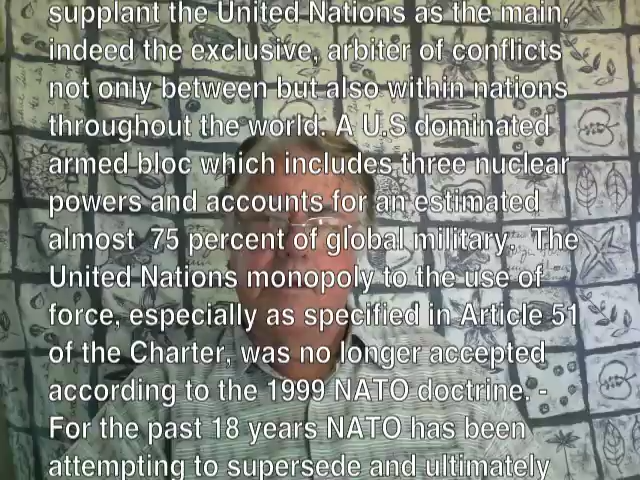 supplant the United Nations as the main,
indeed the exclusive, arbiter of conflicts
not only between but also within nations
throughout the world. A U.S dominated
armed bloc which includes three nuclear
powers and accounts for an estimated
almost  75 percent of global military,  The
United Nations monopoly to the use of
force, especially as specified in Article 51
of the Charter, was no longer accepted
according to the 1999 NATO doctrine. -
For the past 18 years NATO has been
attempting to supersede and ultimately